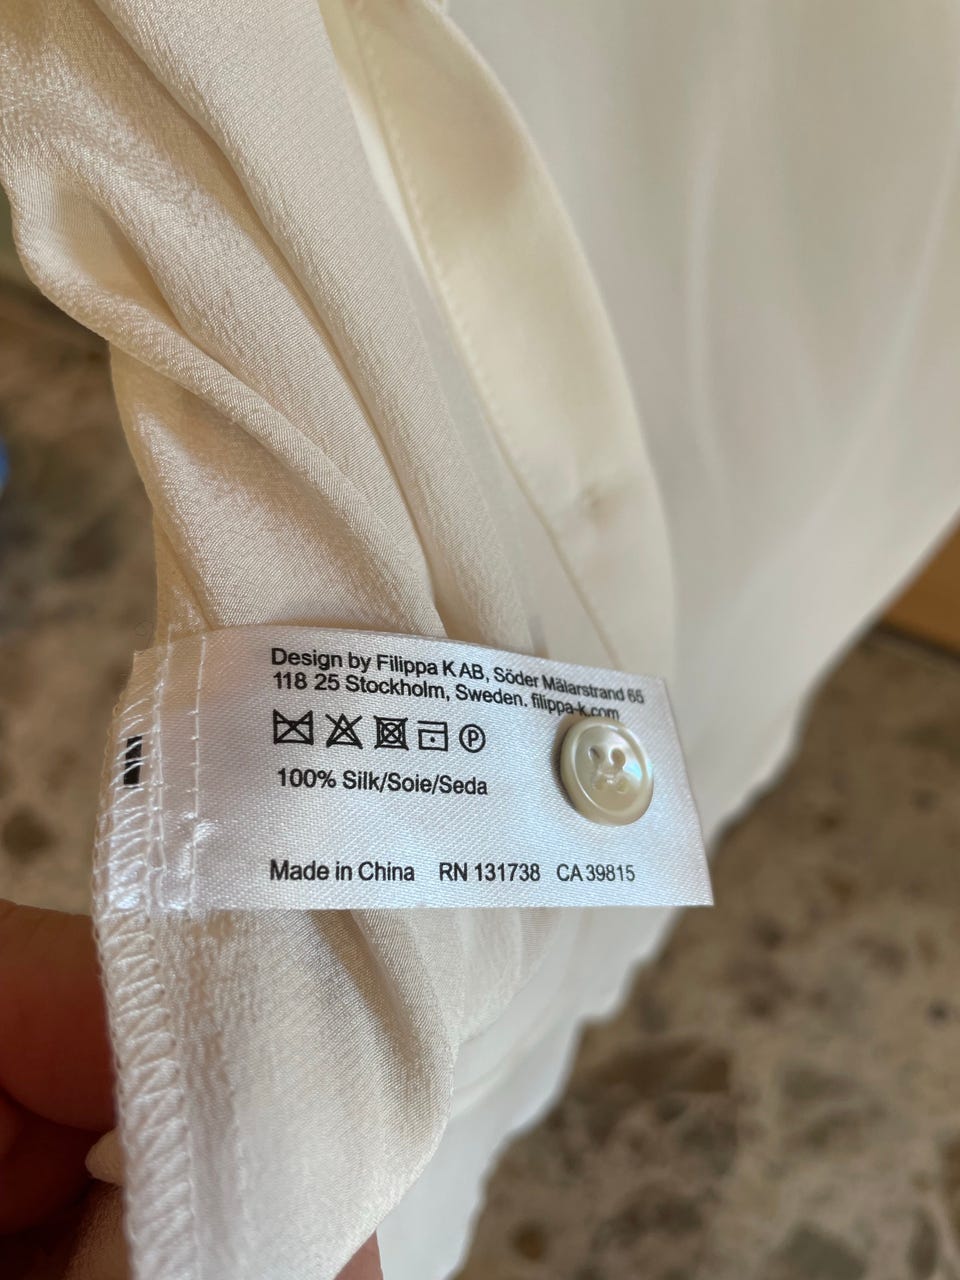 Design by Filippa K AB, Söder Mälarstrand 65
118 25 Stockholm, Sweden. filippa-k.com
P
100% Silk/Soie/Seda
Made in China RN 131738 CA 39815